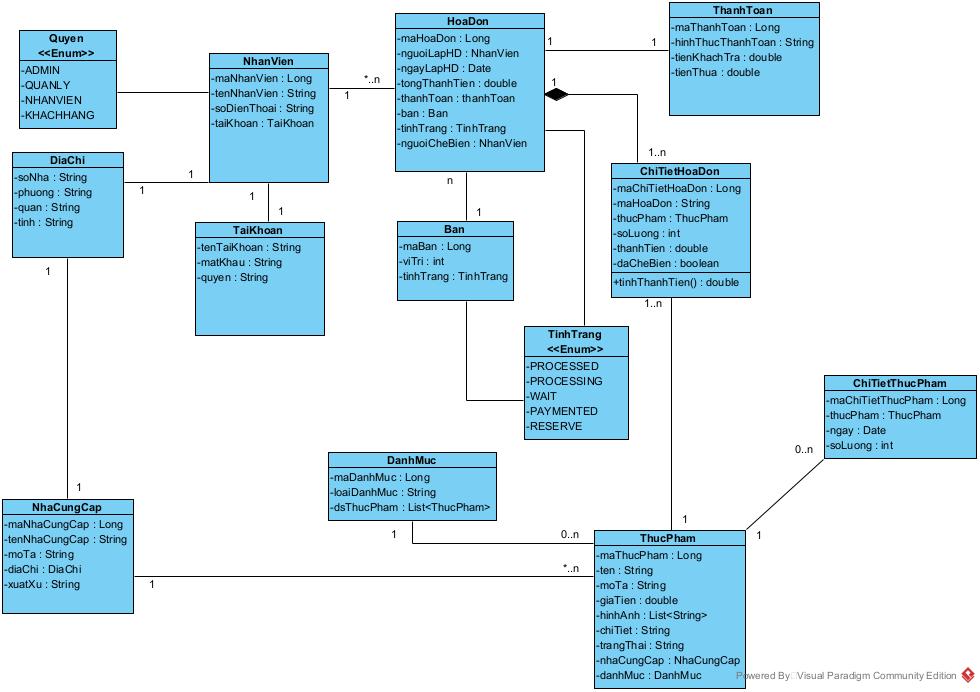 Quyen
<<Enum>>
-ADMIN
-QUANLY
-NHANVIEN
-KHACHHANG
NhanVien
-maNhanVien : Long
-tenNhanVien : String
-soDienThoai : String
-taiKhoan : TaiKhoan
*..n
1
HoaDon
-maHoaDon : Long
-nguoiLapHD : NhanVien
-ngayLapHD : Date
-tongThanhTien : double
-thanhToan : thanhToan
-ban : Ban
-tinhTrang : TinhTrang
-nguoiCheBien : NhanVien
1
1
ThanhToan
-maThanhToan : Long
-hinhThucThanhToan : String
-tienKhachTra : double
-tienThua : double
1
1..n
DiaChi
-soNha : String
-phuong : String
-quan : String
-tinh : String
1
1
1
1
TaiKhoan
-tenTaiKhoan : String
-matKhau : String
-quyen : String
n
1
Ban
-maBan : Long
-viTri : int
-tinhTrang : TinhTrang
ChiTietHoaDon
-maChiTietHoaDon : Long
-maHoaDon : String
-thucPham : ThucPham
-soLuong : int
-thanhTien : double
-daCheBien : boolean
+tinhThanhTien() : double
1..n
1
TinhTrang
<<Enum>>
-PROCESSED
-PROCESSING
-WAIT
-PAYMENTED
-RESERVE
ChiTietThucPham
-maChiTietThucPham : Long
-thucPham : ThucPham
-ngay : Date
-soLuong : int
0..n
DanhMuc
-maDanhMuc : Long
-loaiDanhMuc : String
-dsThucPham : List<ThucPham>
1
0..n
1
1
1
NhaCungCap
-maNhaCungCap : Long
-tenNhaCungCap : String
-moTa : String
-diaChi : DiaChi
-xuatXu : String
1
*..n
ThucPham
-maThucPham : Long
-ten : String
-moTa : String
-giaTien : double
-hinhAnh : List<String>
-chiTiet : String
-trangThai : String
-nhaCungCap : NhaCungCap
-danhMuc : DanhMuc
Powered By Visual Paradigm Community Edition